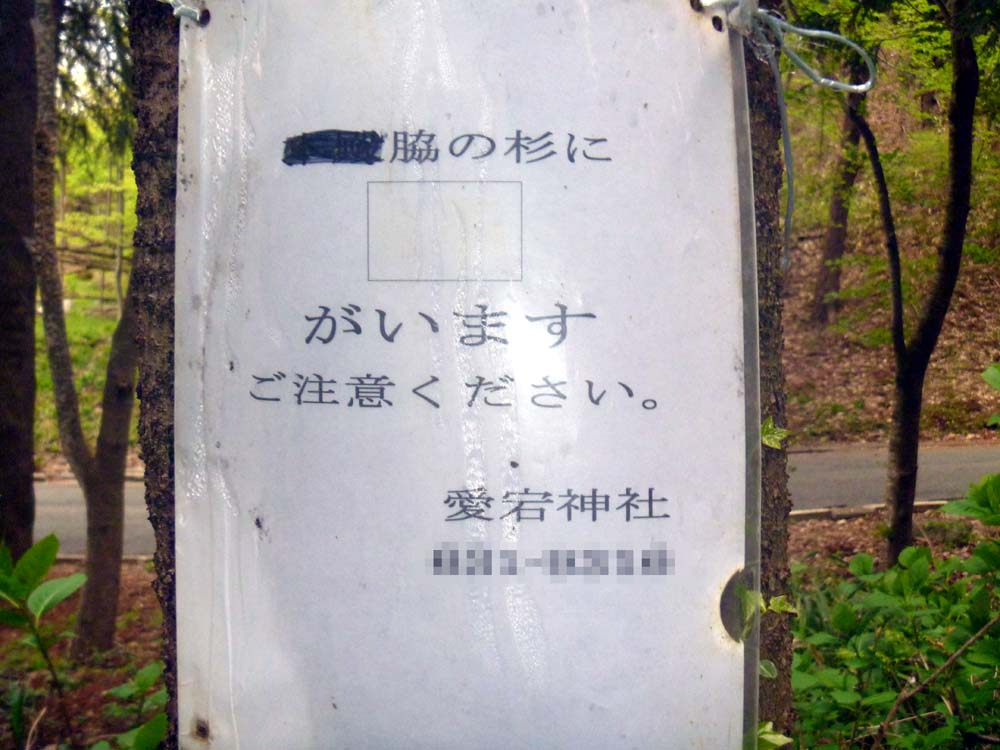 脇の杉に
がいます
ご注意ください。
愛宕神社